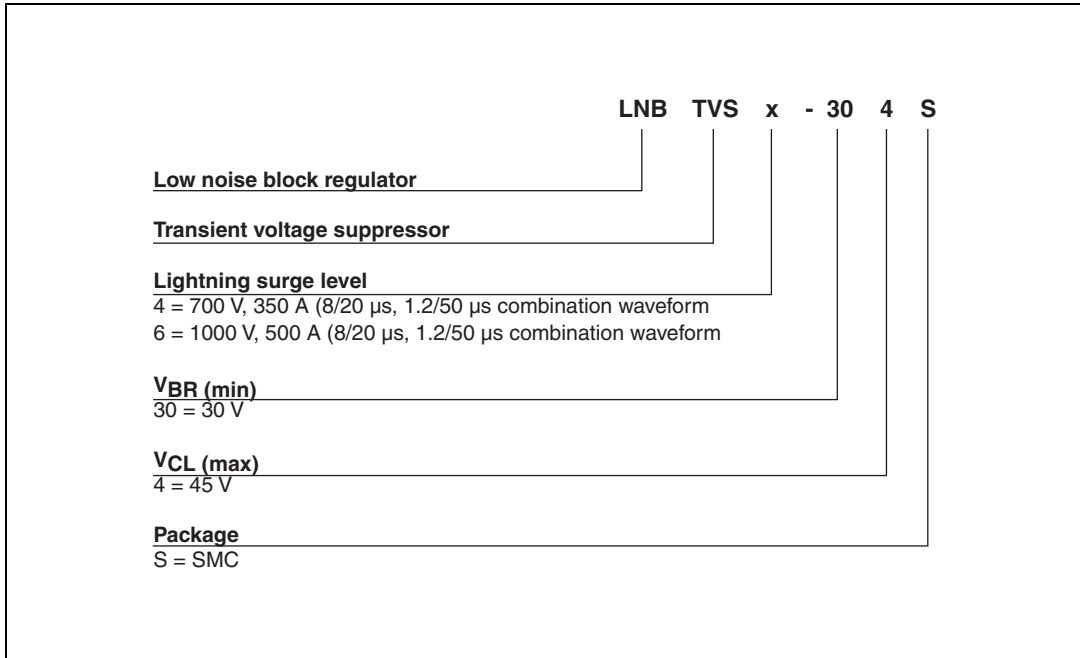 LNB TVS x - 30 4 S
Low noise block regulator
Transient voltage suppressor
Lightning surge level
4 = 700 V, 350 A (8/20 µs, 1.2/50 µs combination waveform
6 = 1000 V, 500 A (8/20 µs, 1.2/50 µs combination waveform
VBR (min)
30 = 30 V
VCL (max)
4 = 45 V
Package
S = SMC